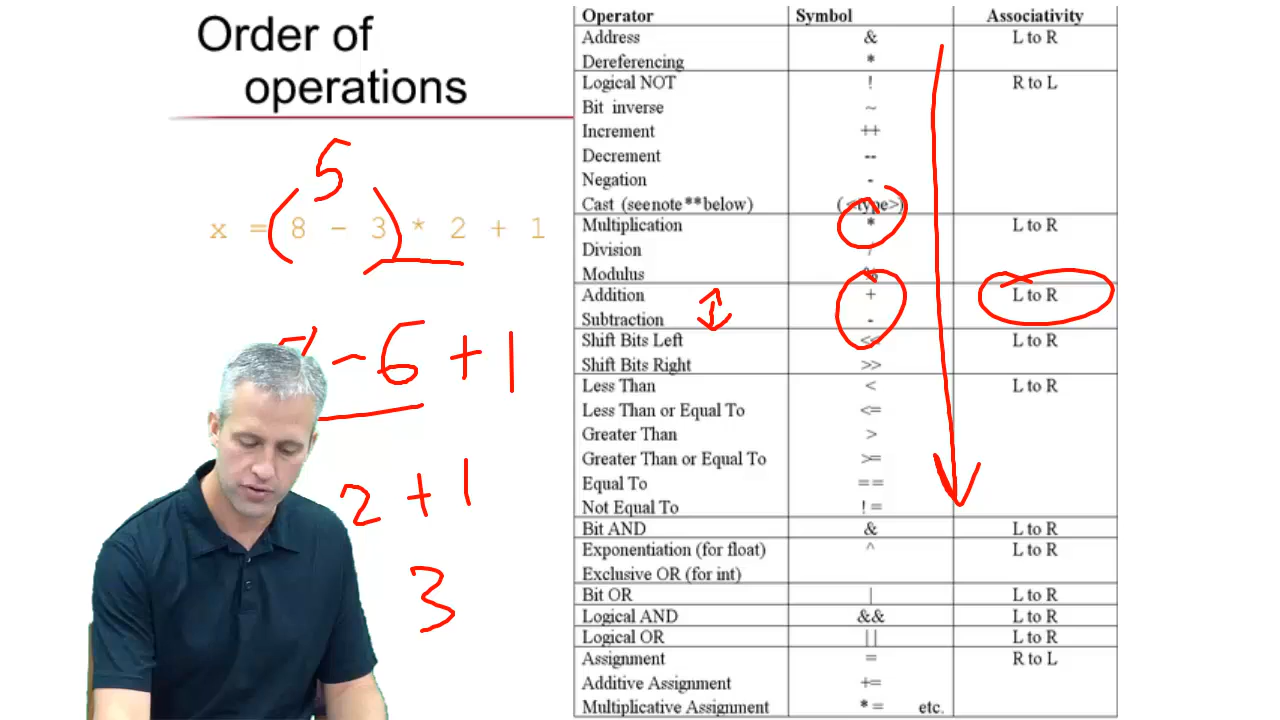 Order of
operations
5
x = (8 - 3) * 2 + 1
- 6 + 1
2 + 1
3
Operator Symbol Associativity
Address & L to R
Dereferencing *
Logical NOT ! R to L
Bit inverse ~
Increment ++
Decrement --
Negation -
Cast (see note ** below) (<type>)
Multiplication * L to R
Division /
Modulus %
Addition + L to R
Subtraction -
Shift Bits Left << L to R
Shift Bits Right >>
Less Than < L to R
Less Than or Equal To <=
Greater Than >
Greater Than or Equal To >=
Equal To ==
Not Equal To !=
Bit AND & L to R
Exponentiation (for float) ^ L to R
Exclusive OR (for int)
Bit OR | L to R
Logical AND && L to R
Logical OR || L to R
Assignment = R to L
Additive Assignment +=
Multiplicative Assignment *= etc.